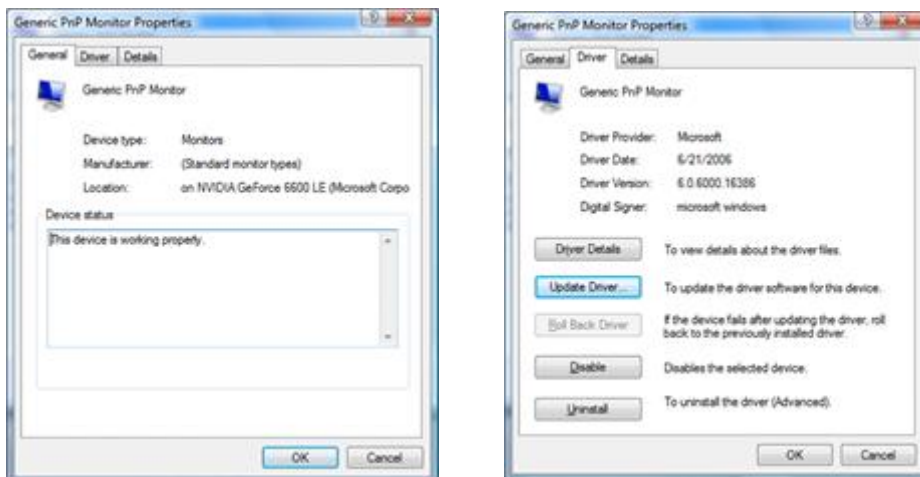 Generic PnP Monitor Properties
General Driver Details
Generic PnP Monitor
Device type: Monitors
Manufacturer: (Standard monitor types)
Location: on NVIDIA GeForce 6600 LE (Microsoft Corpo
Device status
This device is working properly.
OK Cancel
Generic PnP Monitor Properties
General Driver Details
Generic PnP Monitor
Driver Provider: Microsoft
Driver Date: 6/21/2006
Driver Version: 6.0.6000.16386
Digital Signer: microsoft windows
Driver Details To view details about the driver files.
Update Driver... To update the driver software for this device.
Roll Back Driver If the device fails after updating the driver, roll
back to the previously installed driver.
Disable Disables the selected device.
Uninstall To uninstall the driver (Advanced).
OK Cancel